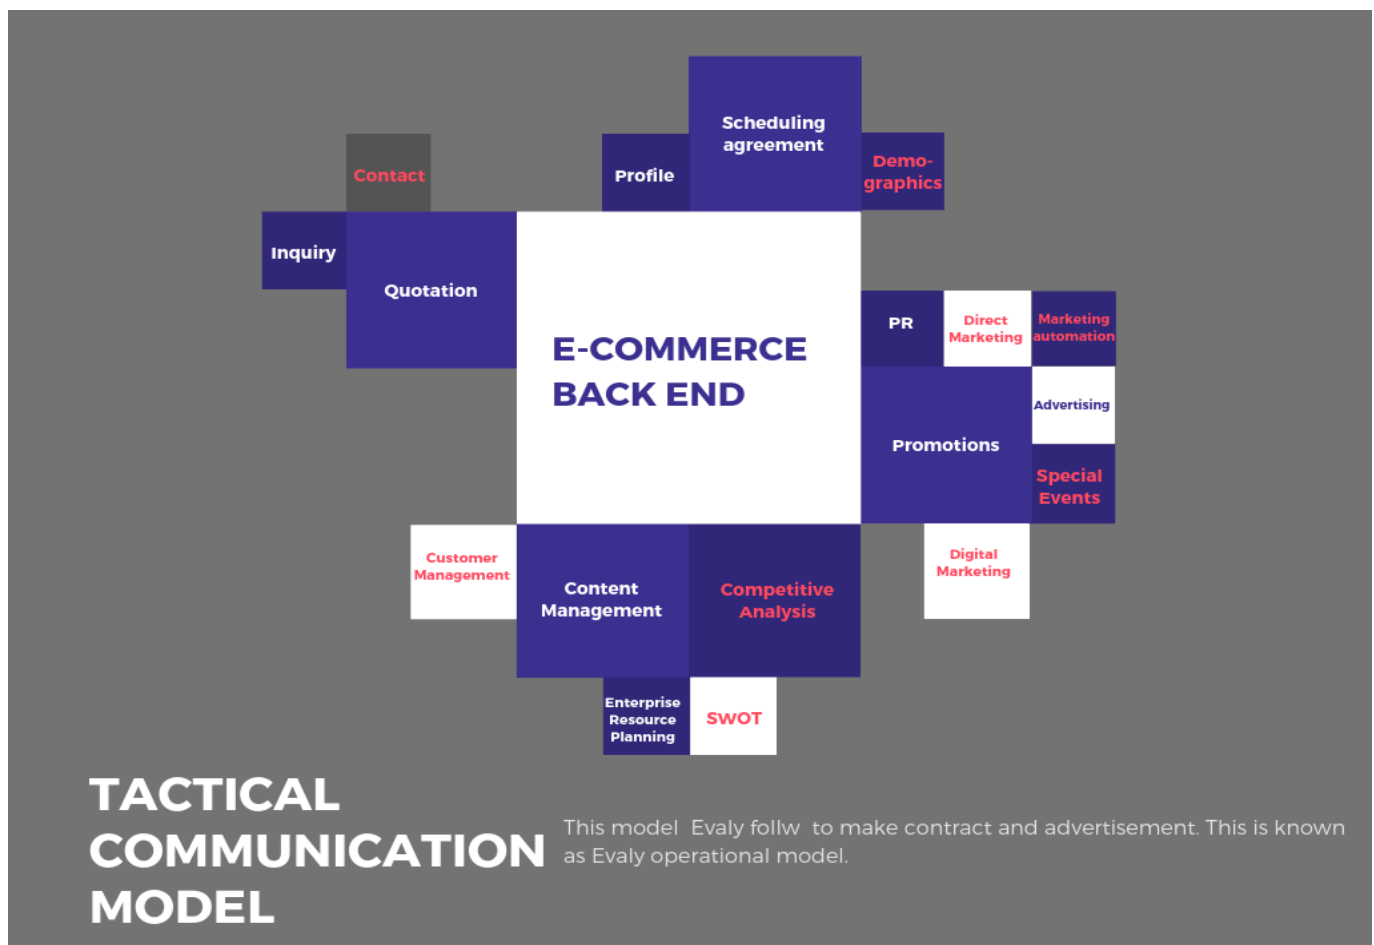 Scheduling
agreement
Contact
Profile
Demo-
graphics
Inquiry
Quotation
E-COMMERCE
BACK END
PR
Direct
Marketing
Marketing
automation
Advertising
Promotions
Special
Events
Customer
Management
Content
Management
Competitive
Analysis
Digital
Marketing
Enterprise
Resource
Planning
SWOT
TACTICAL
COMMUNICATION
MODEL
This model Evaly follw to make contract and advertisement. This is known
as Evaly operational model.